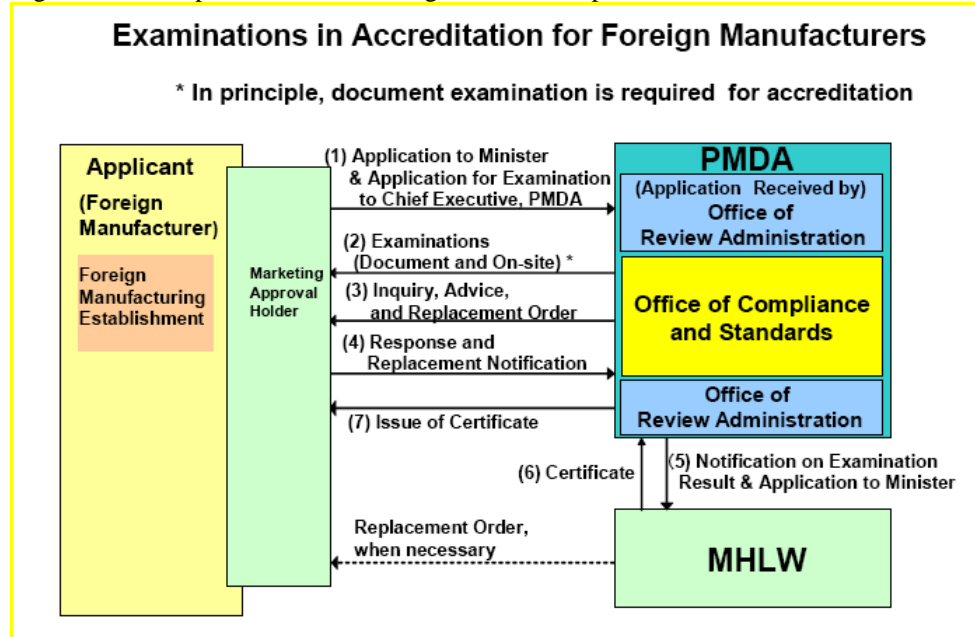 Examinations in Accreditation for Foreign Manufacturers
* In principle, document examination is required for accreditation
Applicant
(Foreign
Manufacturer)
Foreign
Manufacturing
Establishment
Marketing
Approval
Holder
(1) Application to Minister
& Application for Examination
to Chief Executive, PMDA
(2) Examinations
(Document and On-site) *
(3) Inquiry, Advice,
and Replacement Order
(4) Response and
Replacement Notification
(7) Issue of Certificate
PMDA
(Application Received by)
Office of
Review Administration
Office of Compliance
and Standards
Office of
Review Administration
(6) Certificate
(5) Notification on Examination
Result & Application to Minister
Replacement Order,
when necessary
MHLW